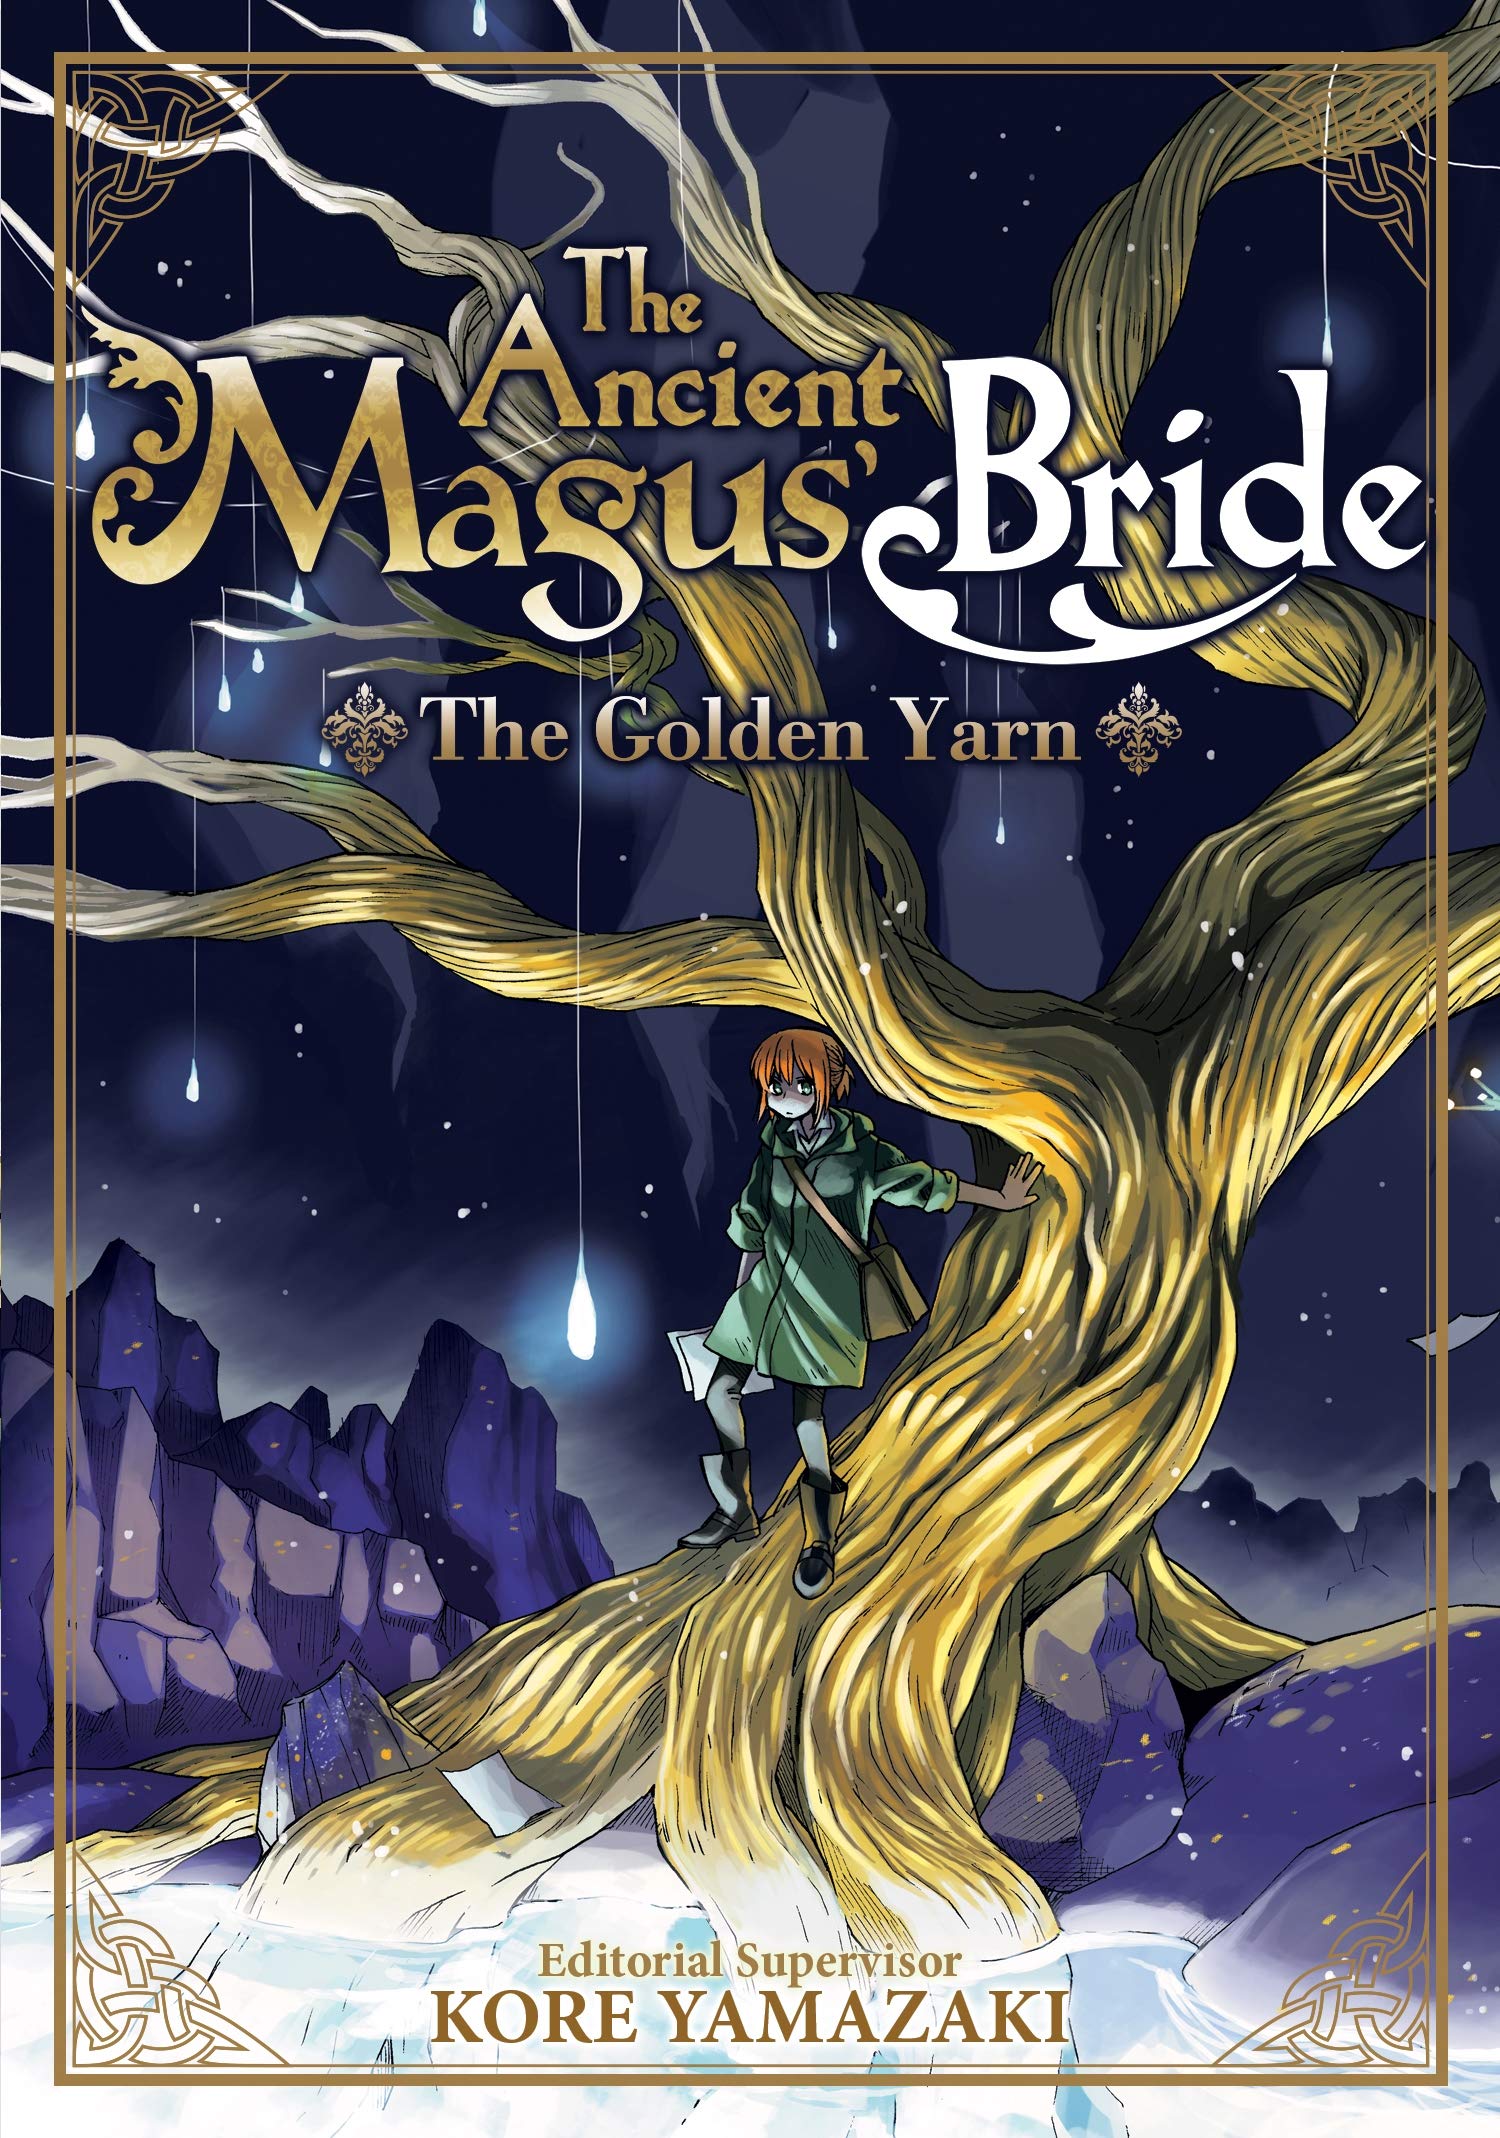 The
Ancient
Magus' Bride
The Golden Yarn
Editorial Supervisor
KORE YAMAZAKI